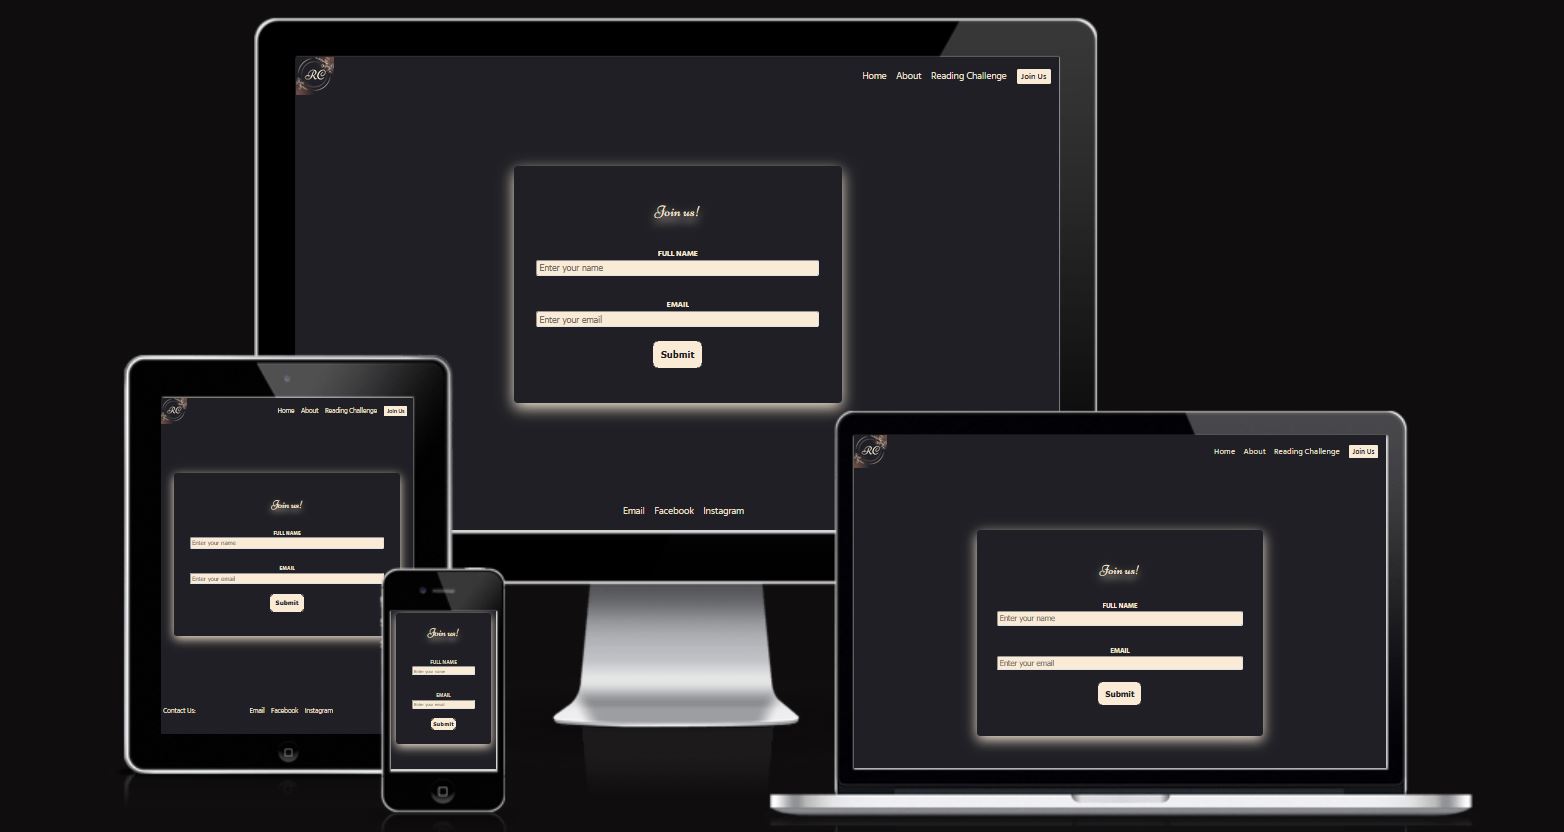 RC
Home About Reading Challenge Join Us
Join us!
FULL NAME
Enter your name
EMAIL
Enter your email
Submit
Email Facebook Instagram
RC
Home About Reading Challenge Join Us
Join us!
FULL NAME
Enter your name
EMAIL
Enter your email
Submit
Contact Us: Email Facebook Instagram
Join us!
FULL NAME
Enter your name
EMAIL
Enter your email
Submit
RC
Home About Reading Challenge Join Us
Join us!
FULL NAME
Enter your name
EMAIL
Enter your email
Submit